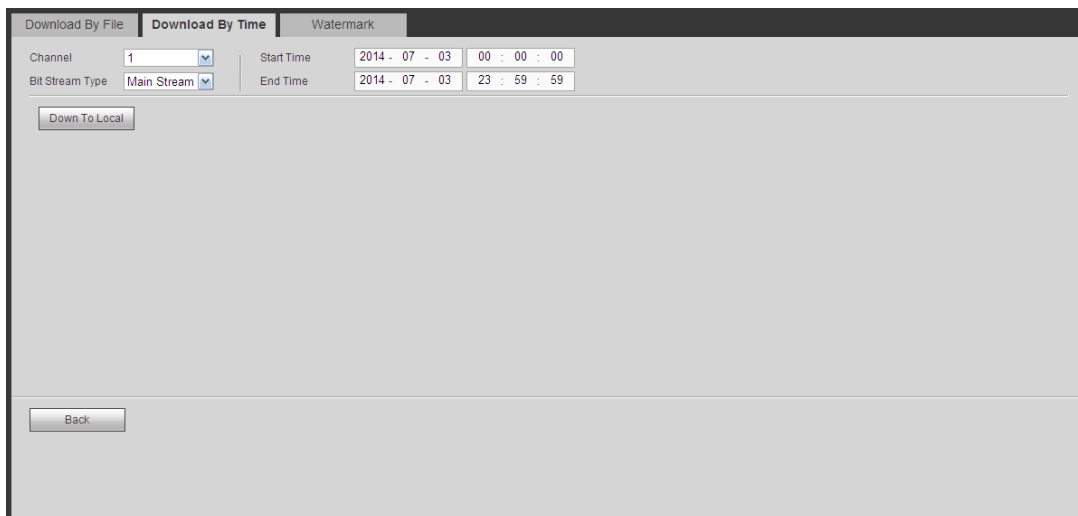 Download By File Download By Time Watermark
Channel 1 Start Time 2014 - 07 - 03 00 : 00 : 00
Bit Stream Type Main Stream End Time 2014 - 07 - 03 23 : 59 : 59
Down To Local
Back